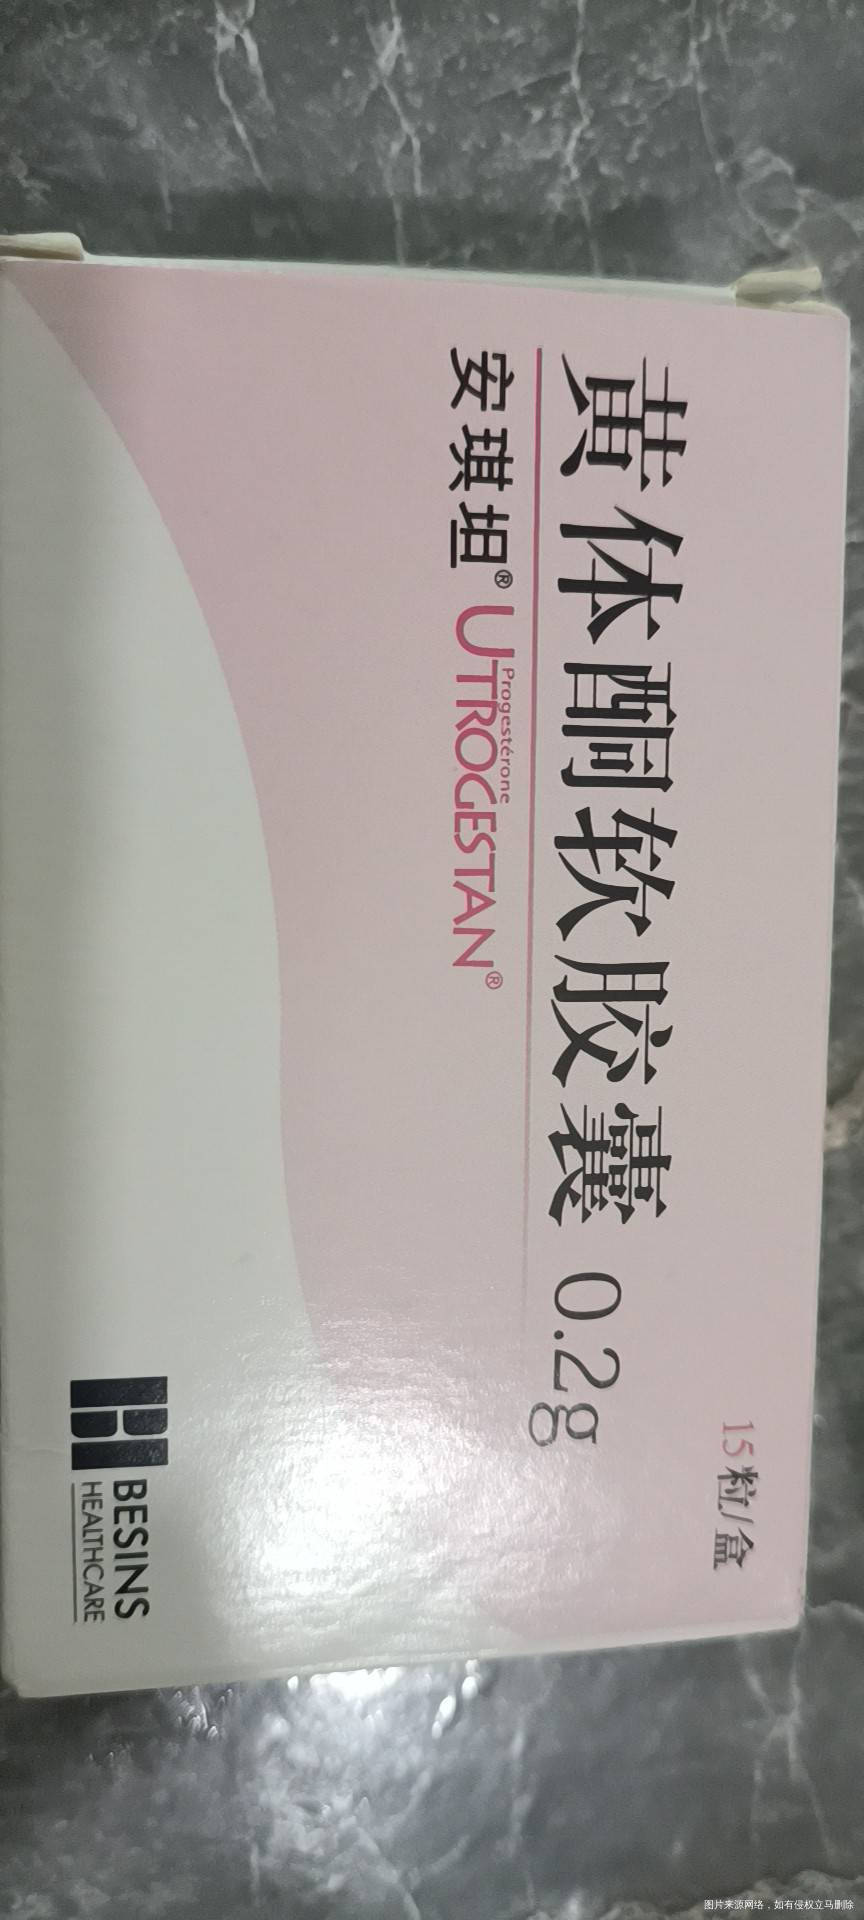 15粒/盒
黄体酮软胶囊 0.2g
安琪坦® Progestérone
UTROGESTAN®
BESINS
HEALTHCARE
图片来源网络，如有侵权立马删除